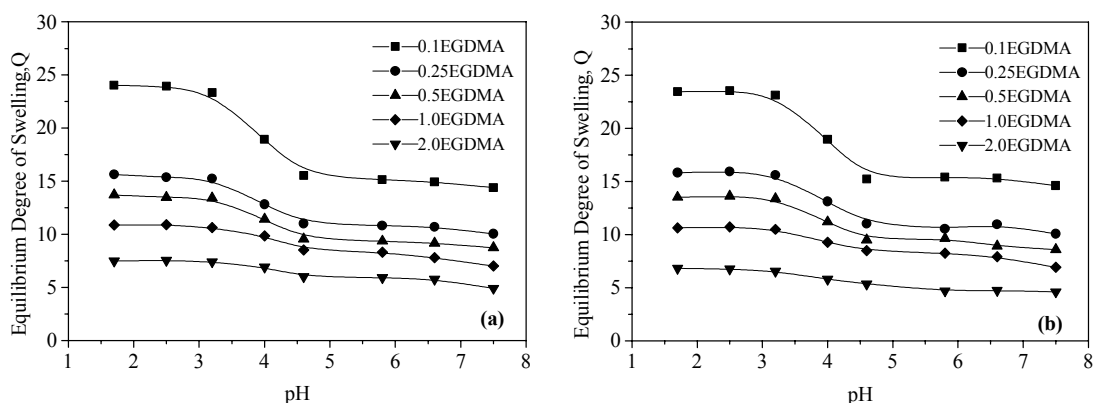 30
25
20
15
10
5
0
Equilibrium Degree of Swelling,Q
0.1EGDMA
0.25EGDMA
0.5EGDMA
1.0EGDMA
2.0EGDMA
(a)
1 2 3 4 5 6 7 8
pH
30
25
20
15
10
5
0
Equilibrium Degree of Swelling, Q
0.1EGDMA
0.25EGDMA
0.5EGDMA
1.0EGDMA
2.0EGDMA
(b)
1 2 3 4 5 6 7 8
pH